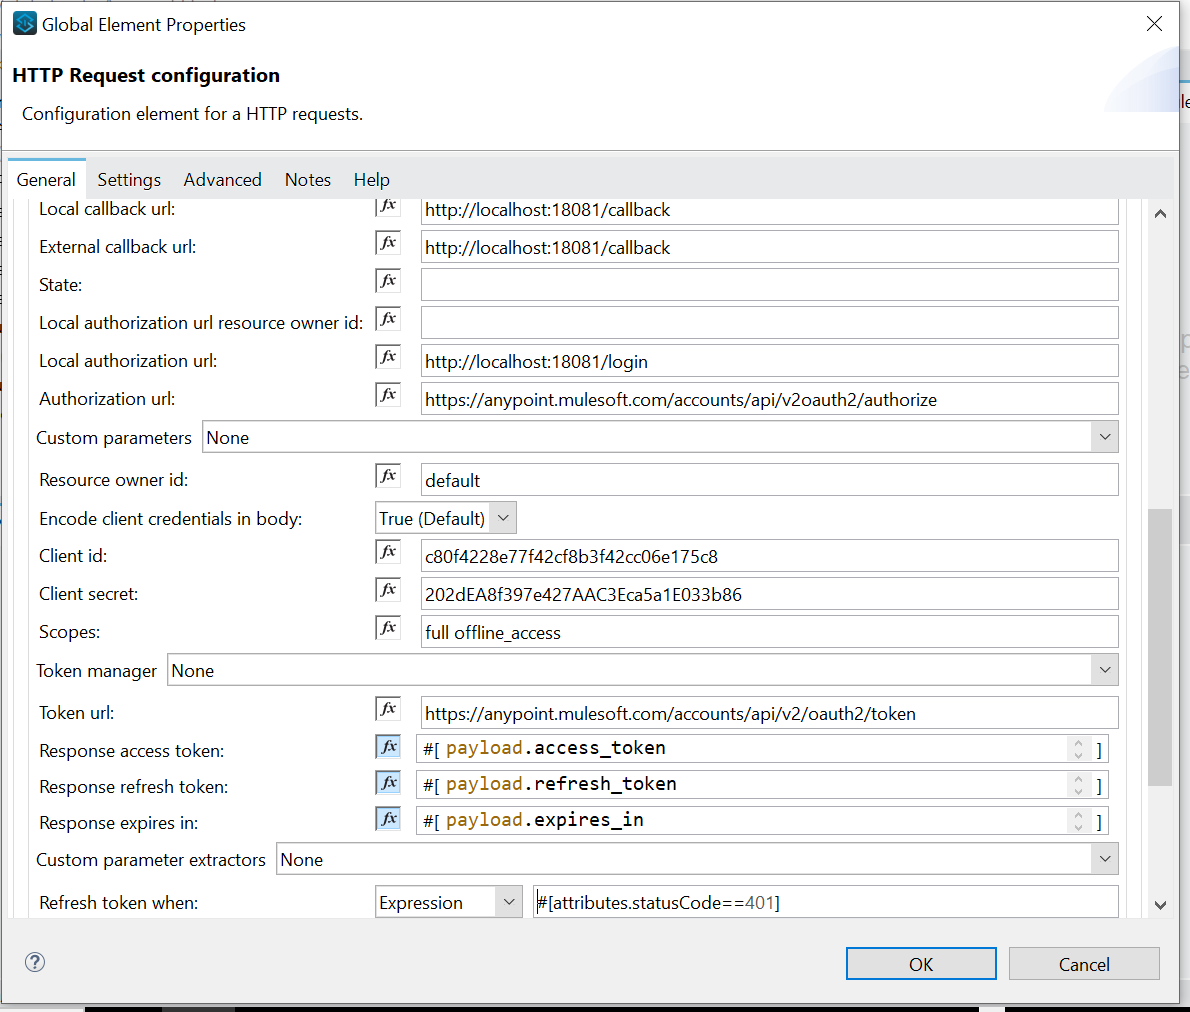 Global Element Properties
HTTP Request configuration
Configuration element for a HTTP requests.
General Settings Advanced Notes Help
Local callback url: fx http://localhost:18081/callback
External callback url: fx http://localhost:18081/callback
State: fx
Local authorization url resource owner id: fx
Local authorization url: fx http://localhost:18081/login
Authorization url: fx https://anypoint.mulesoft.com/accounts/api/v2oauth2/authorize
Custom parameters None
Resource owner id: fx default
Encode client credentials in body: True (Default)
Client id: fx c80f4228e77f42cf8b3f42cc06e175c8
Client secret: fx 202dEA8f397e427AAC3Eca5a1E033b86
Scopes: fx full offline_access
Token manager None
Token url: fx https://anypoint.mulesoft.com/accounts/api/v2/oauth2/token
Response access token: fx #[ payload.access_token ]
Response refresh token: fx #[ payload.refresh_token ]
Response expires in: fx #[ payload.expires_in ]
Custom parameter extractors None
Refresh token when: Expression #[attributes.statusCode==401]
? OK Cancel